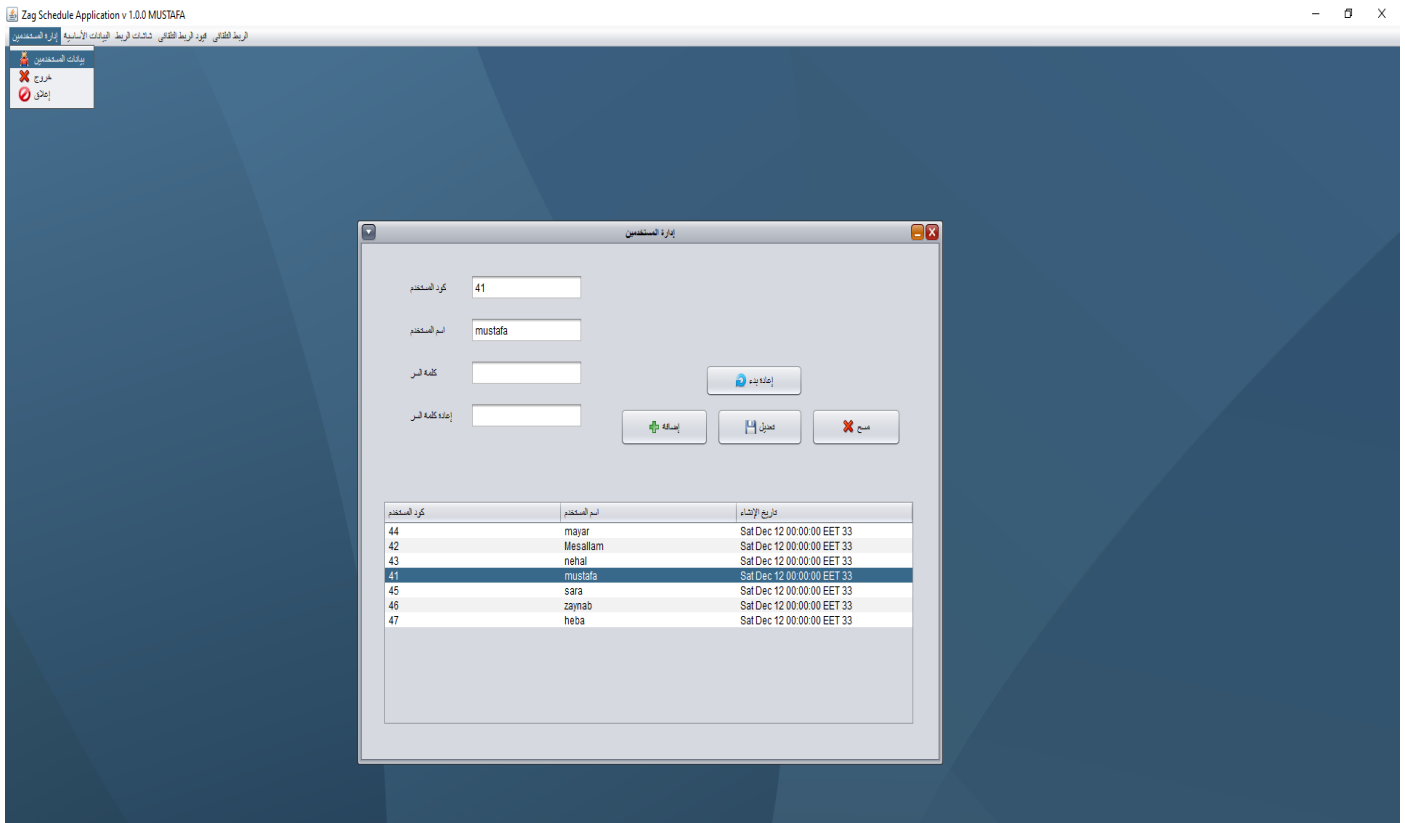 Zag Schedule Application v 1.0.0 MUSTAFA
إدارة المستخدمين البيانات الأساسية شاشات الربط قيود الربط التلقائى الربط التلقائى
بيانات المستخدمين
خروج
إغلاق
إدارة المستخدمين
كود المستخدم 41
اسم المستخدم mustafa
كلمة السر
إعادة بدء
إعادة كلمة السر
إضافة تعديل مسح
كود المستخدم اسم المستخدم تاريخ الإنشاء
44 mayar Sat Dec 12 00:00:00 EET 33
42 Mesallam Sat Dec 12 00:00:00 EET 33
43 nehal Sat Dec 12 00:00:00 EET 33
41 mustafa Sat Dec 12 00:00:00 EET 33
45 sara Sat Dec 12 00:00:00 EET 33
46 zaynab Sat Dec 12 00:00:00 EET 33
47 heba Sat Dec 12 00:00:00 EET 33